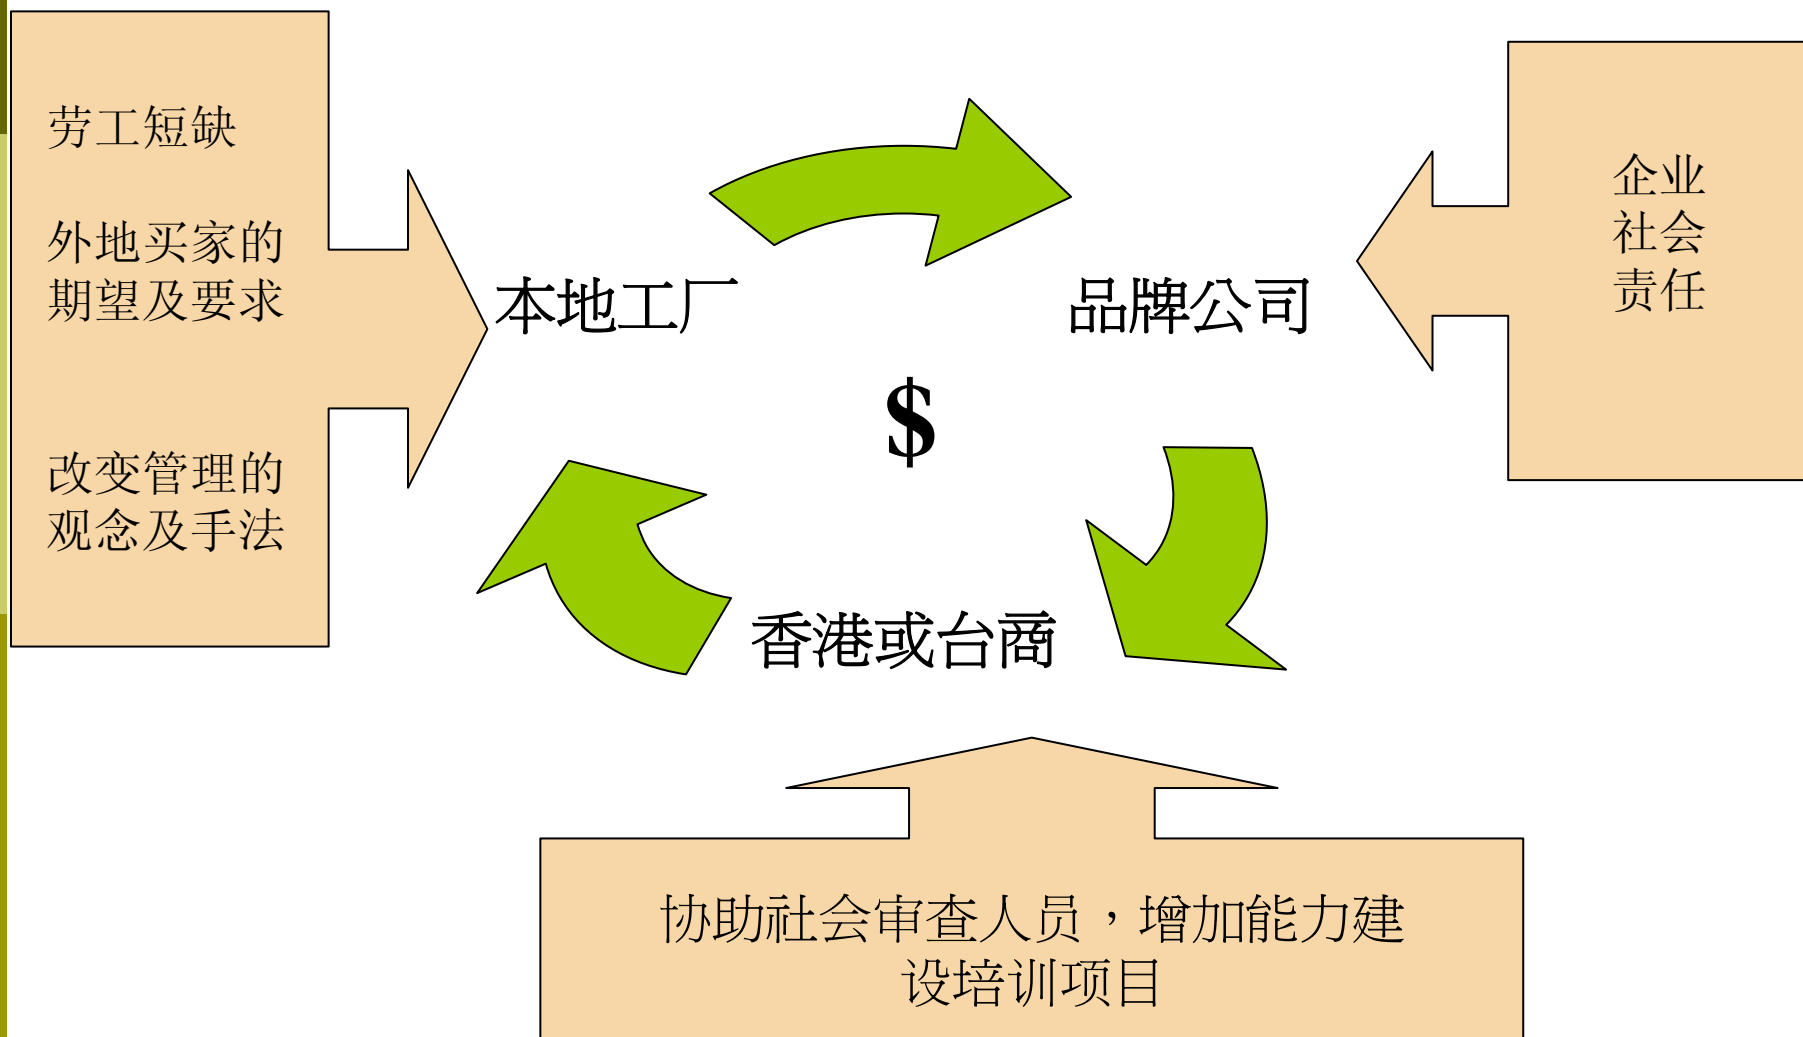 劳工短缺
外地买家的
期望及要求
改变管理的
观念及手法
本地工厂
品牌公司
企业
社会
责任
$
香港或台商
协助社会审查人员，增加能力建
设培训项目